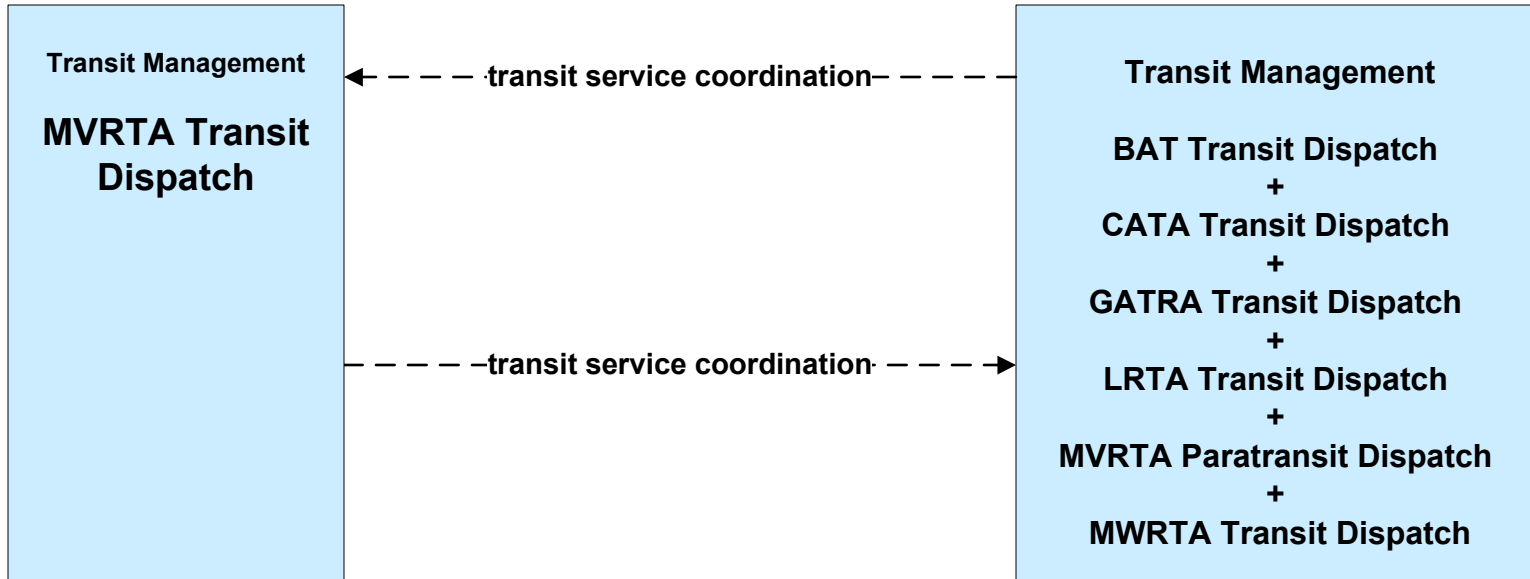 Transit Management
MVRTA Transit
Dispatch
transit service coordination
transit service coordination
Transit Management
BAT Transit Dispatch
+
CATA Transit Dispatch
+
GATRA Transit Dispatch
+
LRTA Transit Dispatch
+
MVRTA Paratransit Dispatch
+
MWRTA Transit Dispatch